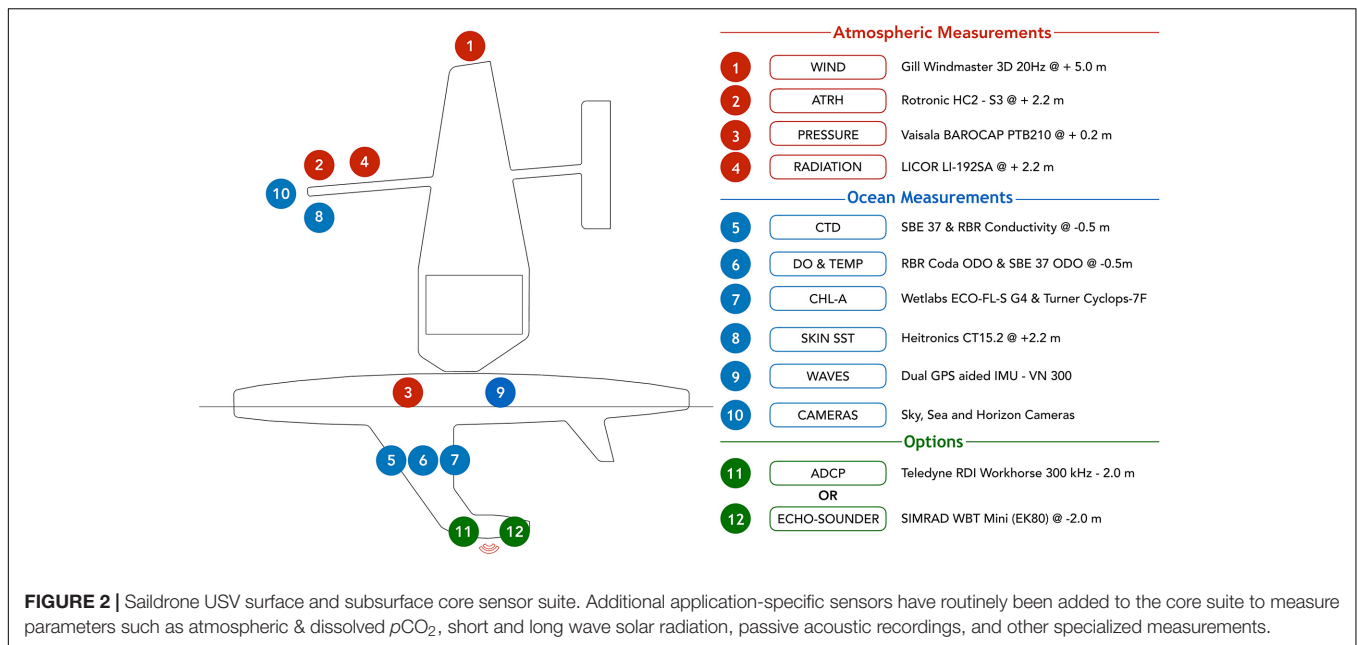 1
2
4
10
8
3
9
5
6
7
11
12
Atmospheric Measurements
1 WIND Gill Windmaster 3D 20Hz @ + 5.0 m
2 ATRH Rotronic HC2 - S3 @ + 2.2 m
3 PRESSURE Vaisala BAROCAP PTB210 @ + 0.2 m
4 RADIATION LICOR LI-192SA @ + 2.2 m
Ocean Measurements
5 CTD SBE 37 & RBR Conductivity @ -0.5 m
6 DO & TEMP RBR Coda ODO & SBE 37 ODO @ -0.5m
7 CHL-A Wetlabs ECO-FL-S G4 & Turner Cyclops-7F
8 SKIN SST Heitronics CT15.2 @ +2.2 m
9 WAVES Dual GPS aided IMU - VN 300
10 CAMERAS Sky, Sea and Horizon Cameras
Options
11 ADCP Teledyne RDI Workhorse 300 kHz - 2.0 m
OR
12 ECHO-SOUNDER SIMRAD WBT Mini (EK80) @ -2.0 m
FIGURE 2 | Saildrone USV surface and subsurface core sensor suite. Additional application-specific sensors have routinely been added to the core suite to measure
parameters such as atmospheric & dissolved pCO₂, short and long wave solar radiation, passive acoustic recordings, and other specialized measurements.